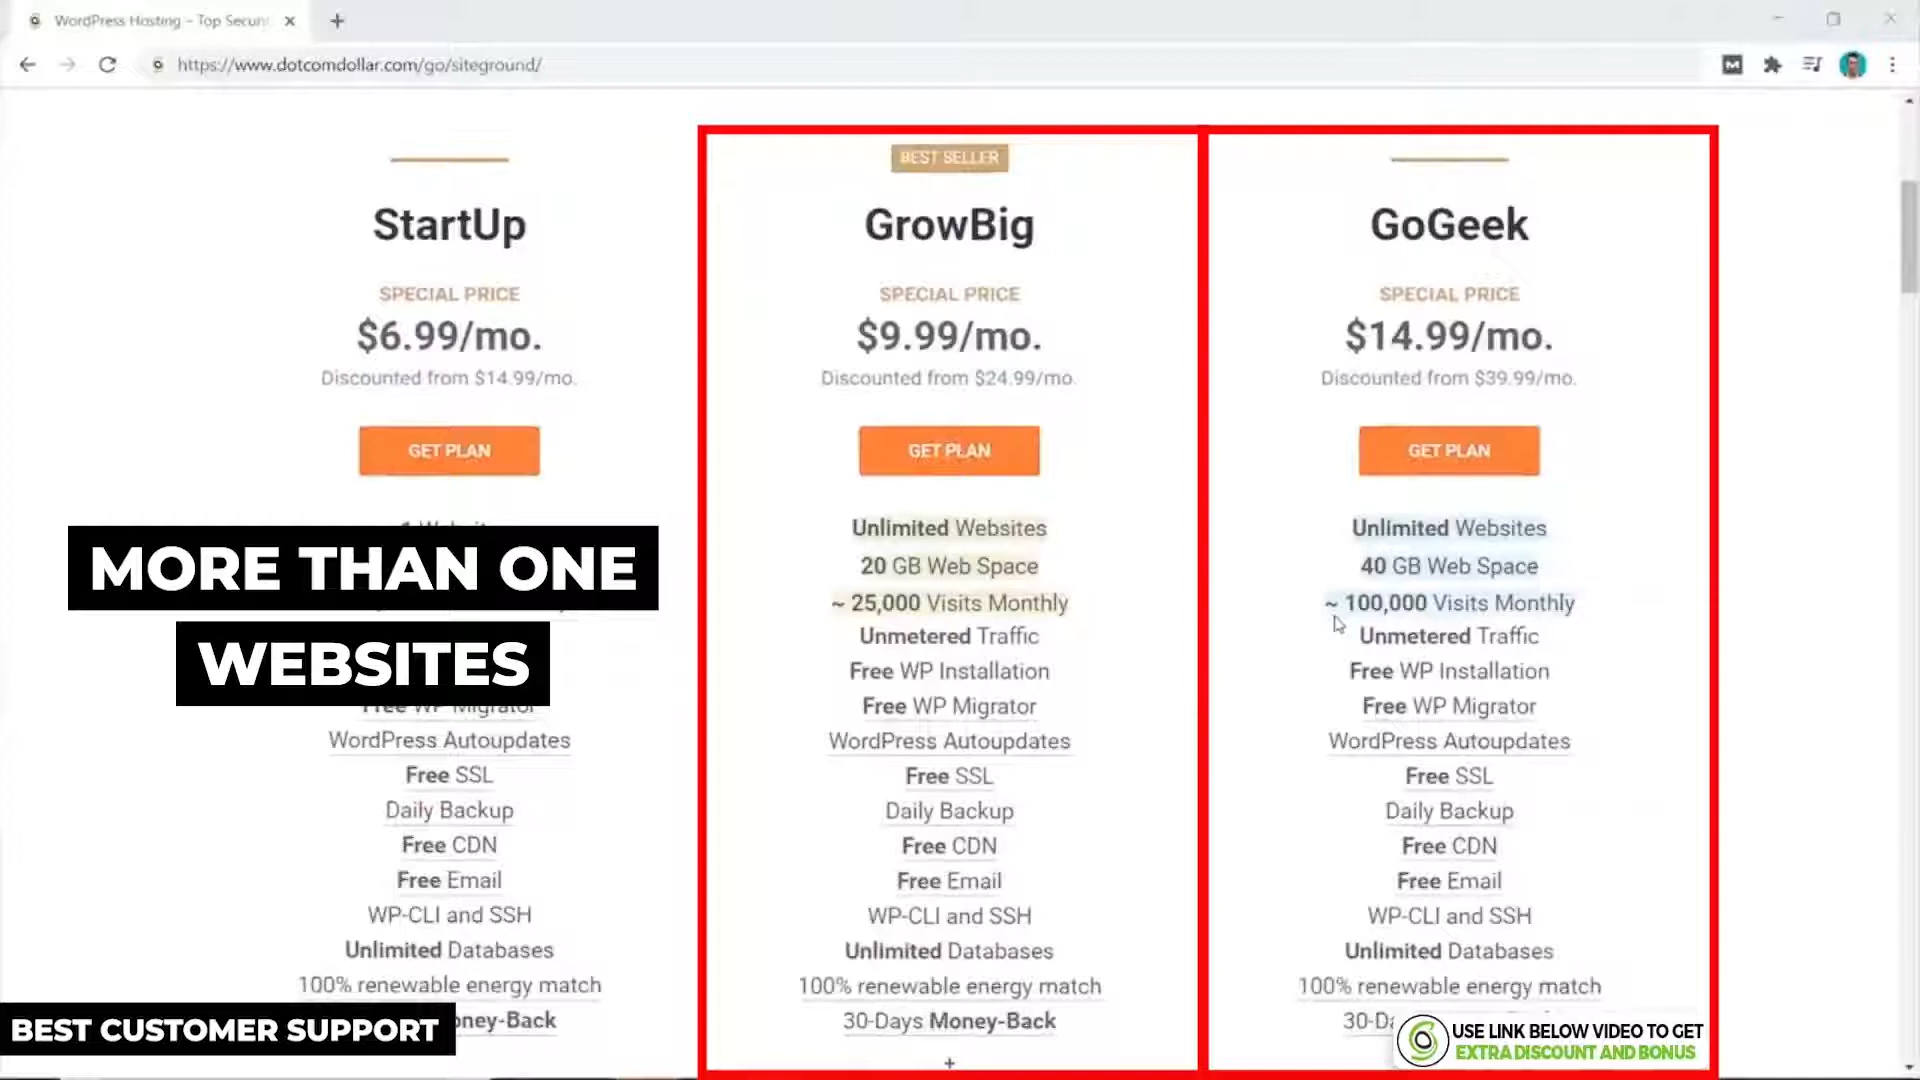 WordPress Hosting – Top Secur
https://www.dotcomdollar.com/go/siteground/
StartUp
SPECIAL PRICE
$6.99/mo.
Discounted from $14.99/mo.
GET PLAN
MORE THAN ONE
WEBSITES
Free WP Migrator
WordPress Autoupdates
Free SSL
Daily Backup
Free CDN
Free Email
WP-CLI and SSH
Unlimited Databases
100% renewable energy match
oney-Back
BEST CUSTOMER SUPPORT
BEST SELLER
GrowBig
SPECIAL PRICE
$9.99/mo.
Discounted from $24.99/mo.
GET PLAN
Unlimited Websites
20 GB Web Space
~ 25,000 Visits Monthly
Unmetered Traffic
Free WP Installation
Free WP Migrator
WordPress Autoupdates
Free SSL
Daily Backup
Free CDN
Free Email
WP-CLI and SSH
Unlimited Databases
100% renewable energy match
30-Days Money-Back
+
GoGeek
SPECIAL PRICE
$14.99/mo.
Discounted from $39.99/mo.
GET PLAN
Unlimited Websites
40 GB Web Space
~ 100,000 Visits Monthly
Unmetered Traffic
Free WP Installation
Free WP Migrator
WordPress Autoupdates
Free SSL
Daily Backup
Free CDN
Free Email
WP-CLI and SSH
Unlimited Databases
100% renewable energy match
30-Da
USE LINK BELOW VIDEO TO GET
EXTRA DISCOUNT AND BONUS